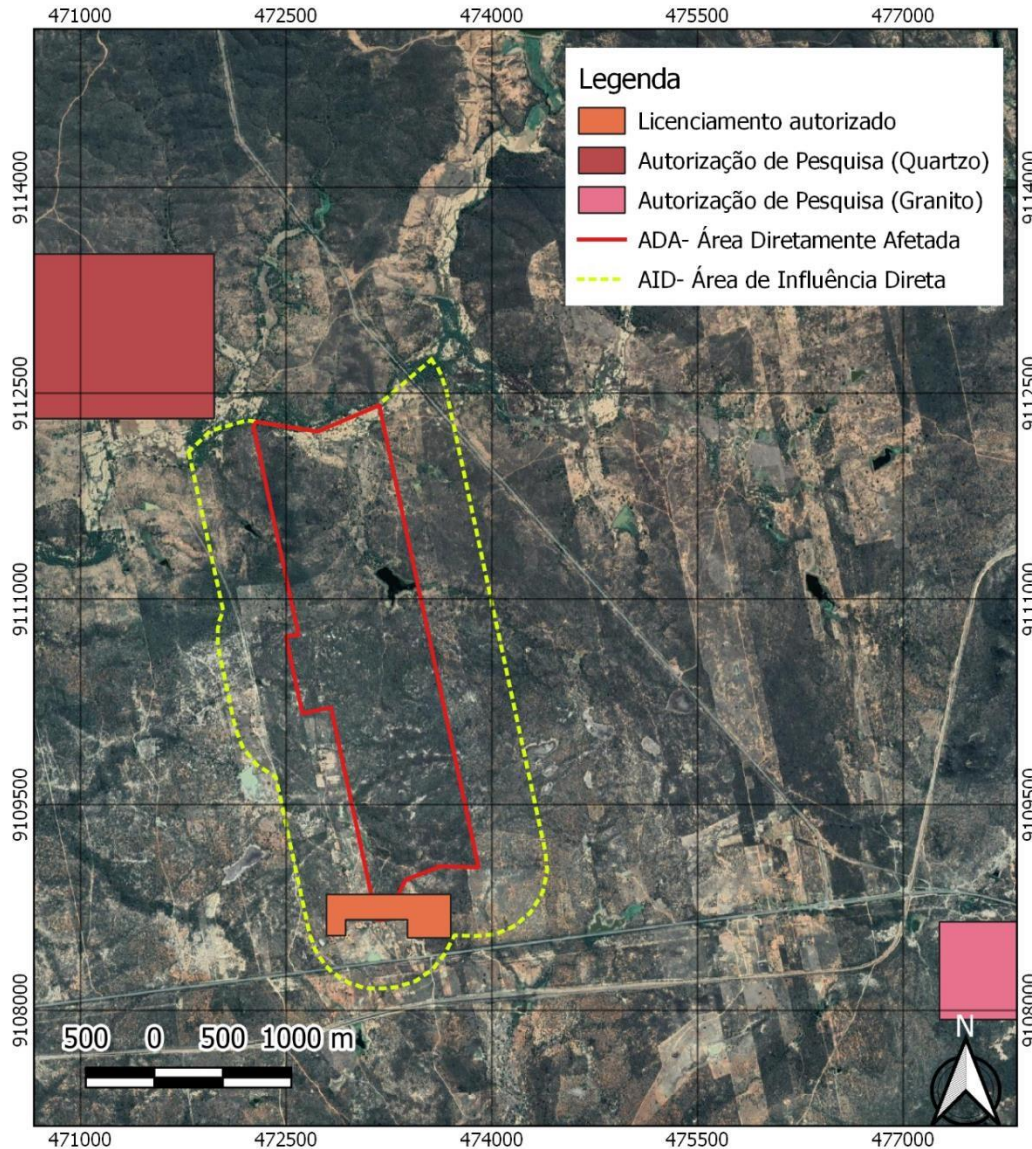 471000 472500 474000 475500 477000
Legenda
Licenciamento autorizado
Autorização de Pesquisa (Quartzo)
Autorização de Pesquisa (Granito)
ADA- Área Diretamente Afetada
AID- Área de Influência Direta
9114000 9114000
9112500 9112500
9111000 9111000
9109500 9109500
9108000 9108000
500 0 500 1000 m
N
471000 472500 474000 475500 477000